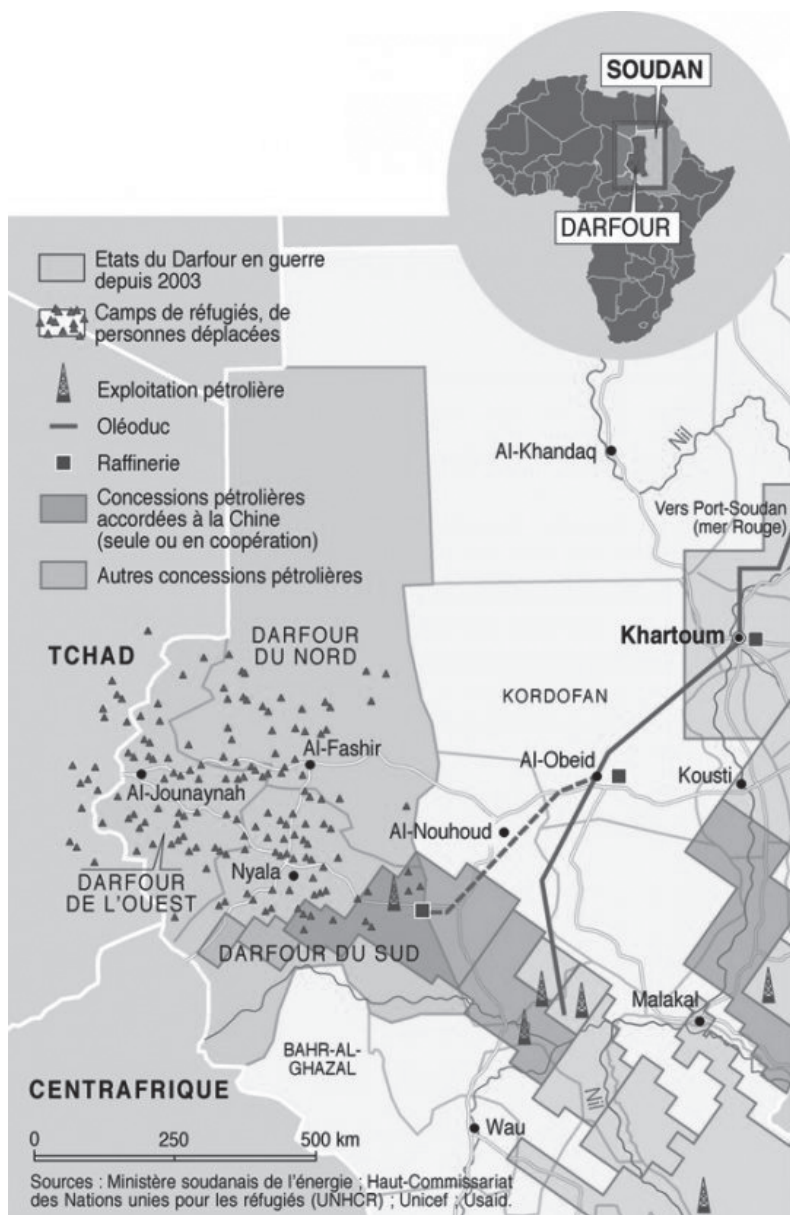 SOUDAN
DARFOUR
Etats du Darfour en guerre
depuis 2003
Camps de réfugiés, de
personnes déplacées
Exploitation pétrolière
Oléoduc
Raffinerie
Concessions pétrolières
accordées à la Chine
(seule ou en coopération)
Autres concessions pétrolières
Al-Khandaq
Nil
Vers Port-Soudan
(mer Rouge)
TCHAD
DARFOUR
DU NORD
Khartoum
KORDOFAN
Al-Fashir
Al-Obeid
Kousti
Al-Jounaynah
Al-Nouhoud
Nyala
DARFOUR
DE L'OUEST
DARFOUR DU SUD
Malakal
BAHR-AL-
GHAZAL
Nil
CENTRAFRIQUE
Wau
0 250 500 km
Sources : Ministère soudanais de l'énergie ; Haut-Commissariat
des Nations unies pour les réfugiés (UNHCR) ; Unicef ; Usaid.